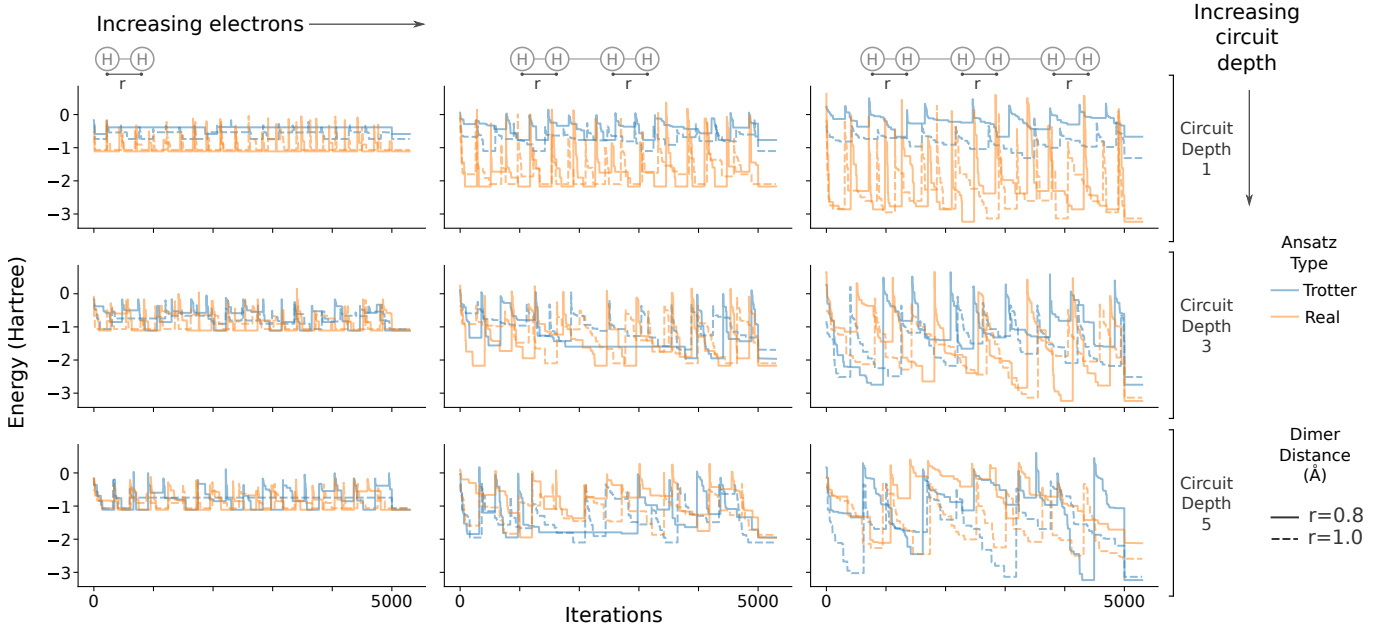 Increasing electrons
Increasing
circuit
depth
H H
H H H H
H H H H H H
r
r r
r r r
0
−1
−2
−3
Circuit
Depth
1
0 5000
0 5000
0 5000
Energy (Hartree)
0
−1
−2
−3
Circuit
Depth
3
Ansatz
Type
Trotter
Real
0
−1
−2
−3
Circuit
Depth
5
Dimer
Distance
(Å)
r=0.8
r=1.0
Iterations